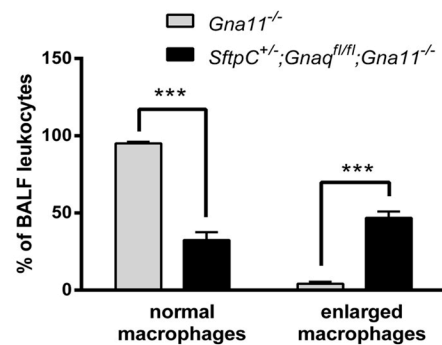 Gna11-/-
SftpC+/-;Gnaqfl/fl;Gna11-/-
% of BALF leukocytes
150
100
50
0
***
***
normal
macrophages
enlarged
macrophages